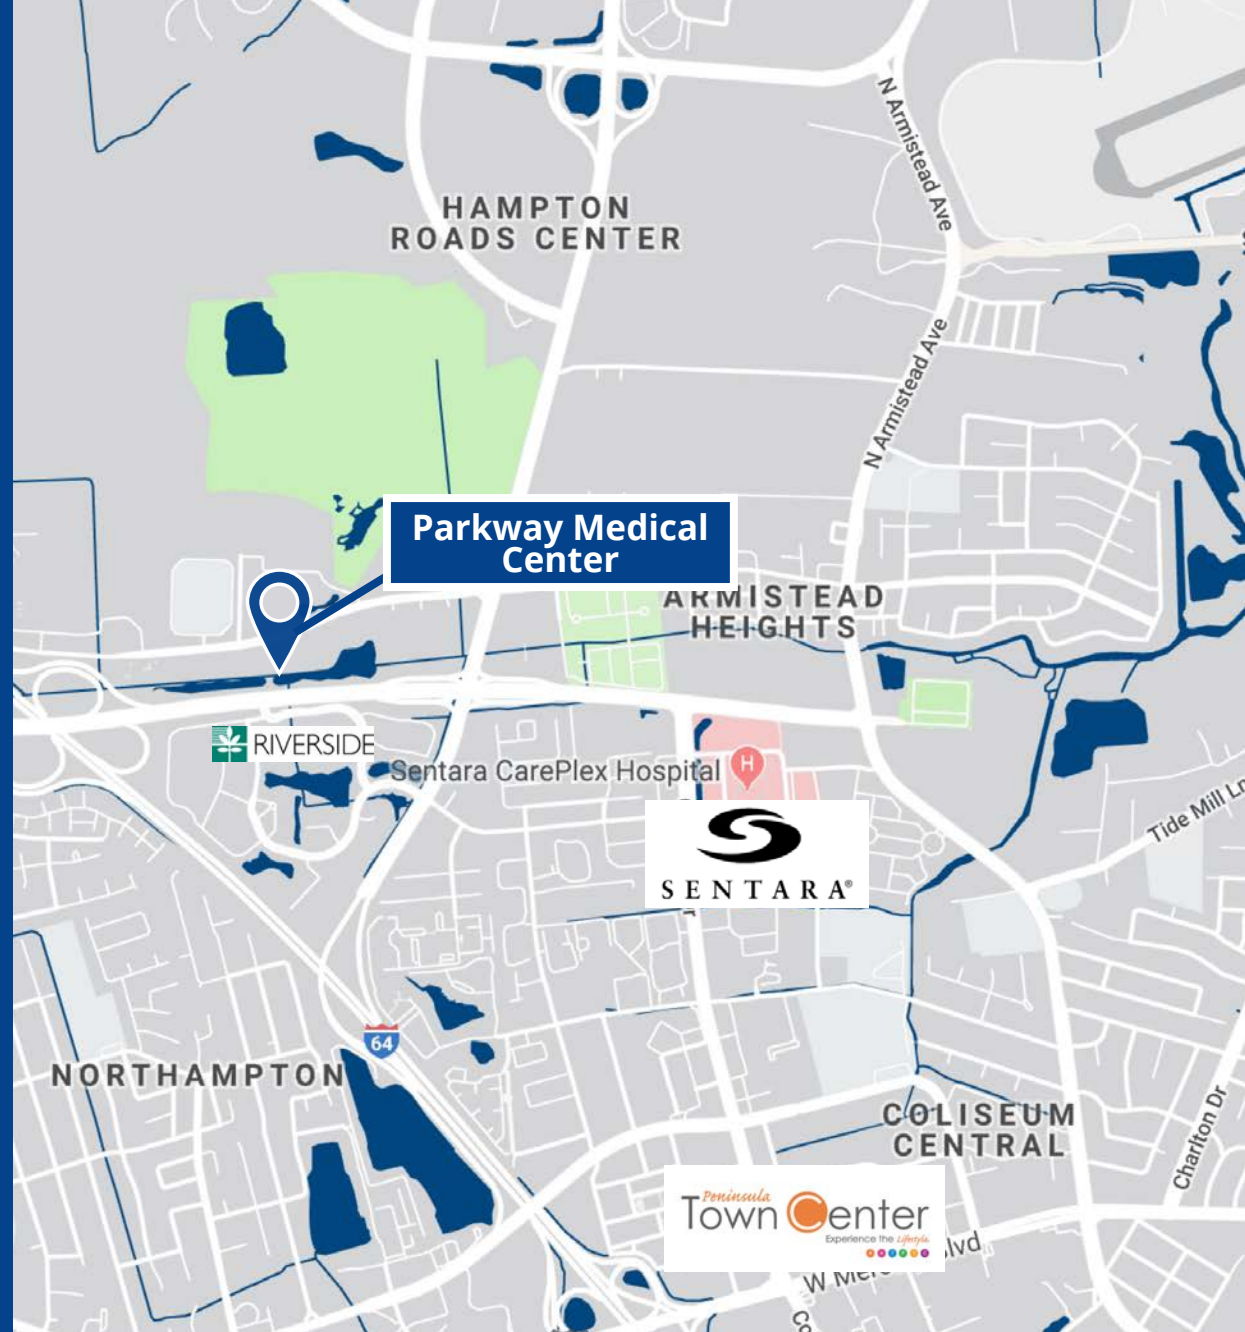 N Armistead Ave
HAMPTON
ROADS CENTER
N Armistead Ave
Parkway Medical
Center
ARMISTEAD
HEIGHTS
RIVERSIDE
Sentara CarePlex Hospital
H
SENTARA®
Tide Mill Ln
64
NORTHAMPTON
COLISEUM
CENTRAL
Charlton Dr
Peninsula
Town Center
Experience the Lifestyle
W